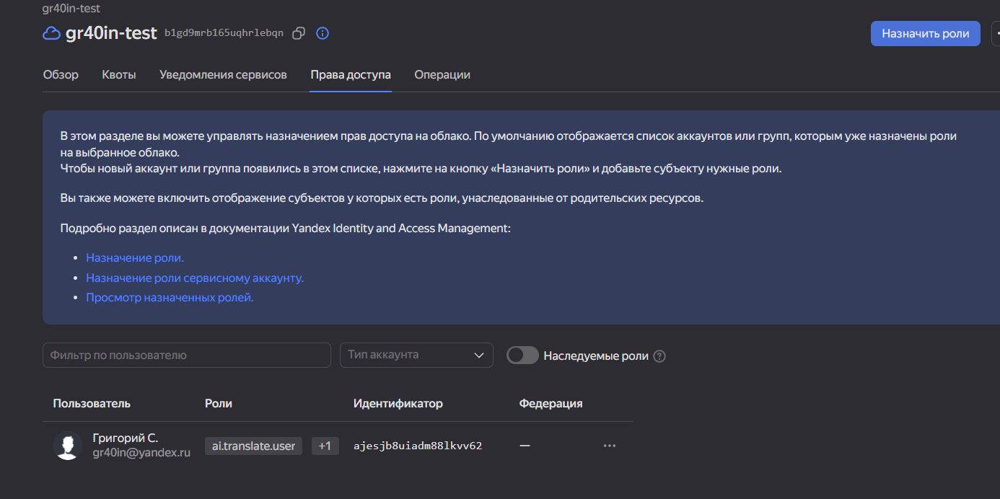 gr40in-test
gr40in-test b1gd9mrb165uqhrlebqn
Назначить роли
Обзор Квоты Уведомления сервисов Права доступа Операции
В этом разделе вы можете управлять назначением прав доступа на облако. По умолчанию отображается список аккаунтов или групп, которым уже назначены роли
на выбранное облако.
Чтобы новый аккаунт или группа появились в этом списке, нажмите на кнопку «Назначить роли» и добавьте субъекту нужные роли.
Вы также можете включить отображение субъектов у которых есть роли, унаследованные от родительских ресурсов.
Подробно раздел описан в документации Yandex Identity and Access Management:
• Назначение роли.
• Назначение роли сервисному аккаунту.
• Просмотр назначенных ролей.
Фильтр по пользователю Тип аккаунта Наследуемые роли ?
Пользователь Роли Идентификатор Федерация
Григорий С.
gr40in@yandex.ru
ai.translate.user +1 ajesjb8uiadm88lkvv62 —